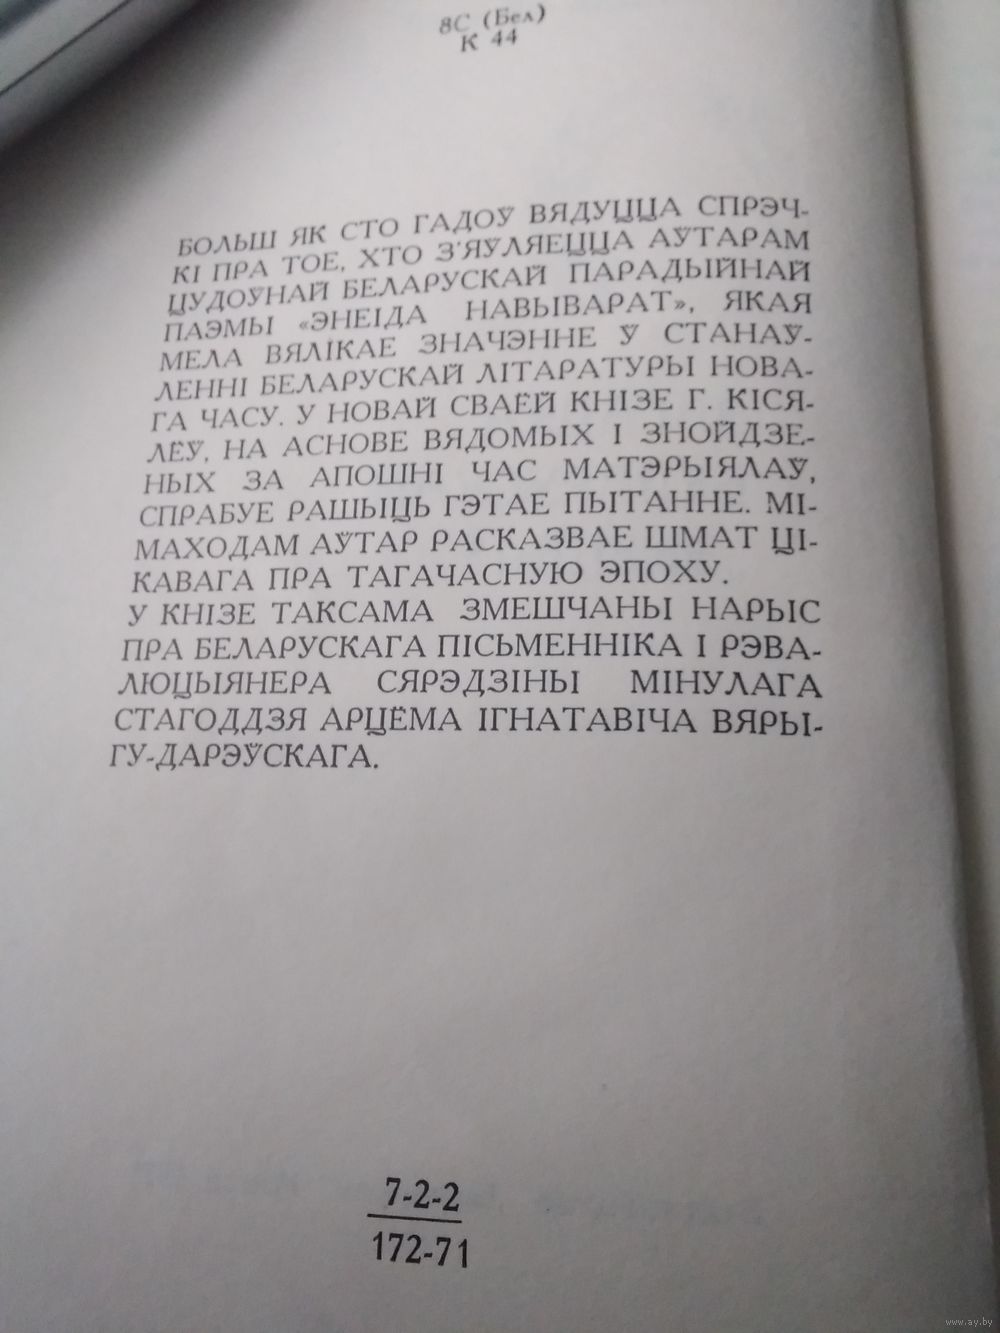 8С (Бел)
К 44
БОЛЬШ ЯК СТО ГАДОЎ ВЯДУЦЦА СПРЭЧ-
КІ ПРА ТОЕ, ХТО З'ЯЎЛЯЕЦЦА АЎТАРАМ
ЦУДОЎНАЙ БЕЛАРУСКАЙ ПАРАДЫЙНАЙ
ПАЭМЫ «ЭНЕІДА НАВЫВАРАТ», ЯКАЯ
МЕЛА ВЯЛІКАЕ ЗНАЧЭННЕ Ў СТАНАЎ-
ЛЕННІ БЕЛАРУСКАЙ ЛІТАРАТУРЫ НОВА-
ГА ЧАСУ. У НОВАЙ СВАЁЙ КНІЗЕ Г. КІСЯ-
ЛЁЎ, НА АСНОВЕ ВЯДОМЫХ І ЗНОЙДЗЕ-
НЫХ ЗА АПОШНІ ЧАС МАТЭРЫЯЛАЎ,
СПРАБУЕ РАШЫЦЬ ГЭТАЕ ПЫТАННЕ. МІ-
МАХОДАМ АЎТАР РАСКАЗВАЕ ШМАТ ЦІ-
КАВАГА ПРА ТАГАЧАСНУЮ ЭПОХУ.
У КНІЗЕ ТАКСАМА ЗМЕШЧАНЫ НАРЫС
ПРА БЕЛАРУСКАГА ПІСЬМЕННІКА І РЭВА-
ЛЮЦЫЯНЕРА СЯРЭДЗІНЫ МІНУЛАГА
СТАГОДДЗЯ АРЦЁМА ІГНАТАВІЧА ВЯРЫ-
ГУ-ДАРЭЎСКАГА.
7-2-2
172-71
www.ay.by